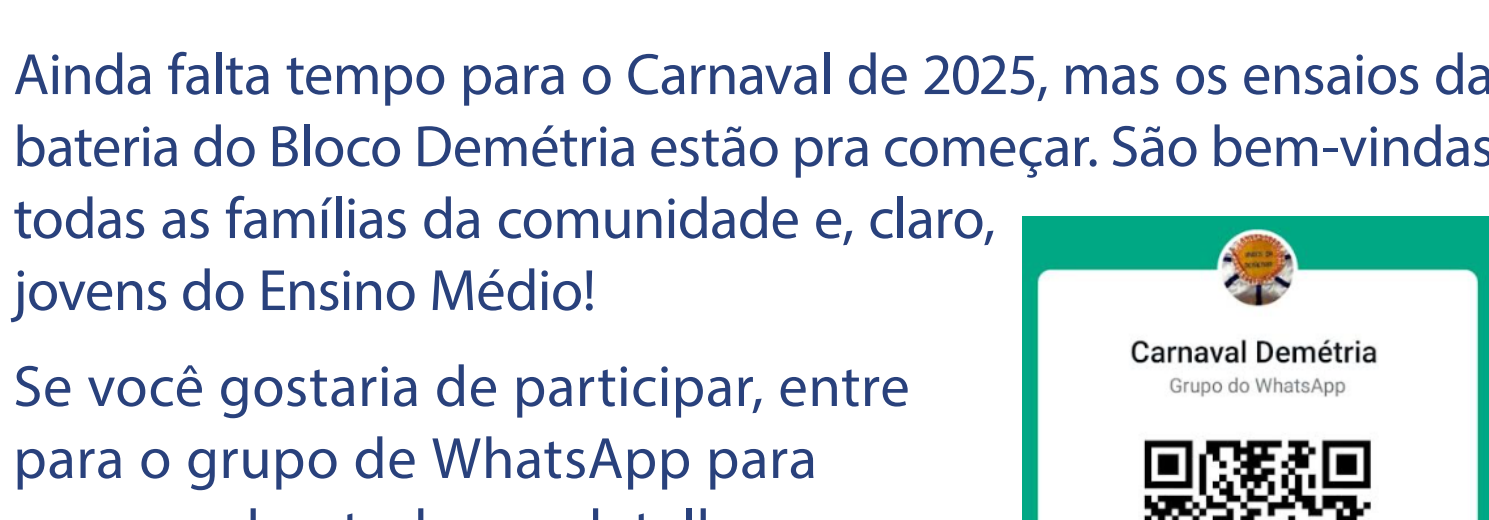 Ainda falta tempo para o Carnaval de 2025, mas os ensaios da
bateria do Bloco Demétria estão pra começar. São bem-vindas
todas as famílias da comunidade e, claro,
jovens do Ensino Médio!
Se você gostaria de participar, entre
para o grupo de WhatsApp para
Carnaval Demétria
Grupo do WhatsApp